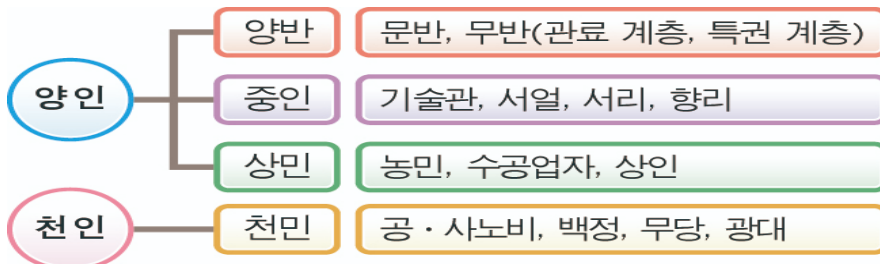 양반 문반, 무반(관료 계층, 특권 계층)
양인 중인 기술관, 서얼, 서리, 향리
상민 농민, 수공업자, 상인
천인 천민 공·사노비, 백정, 무당, 광대